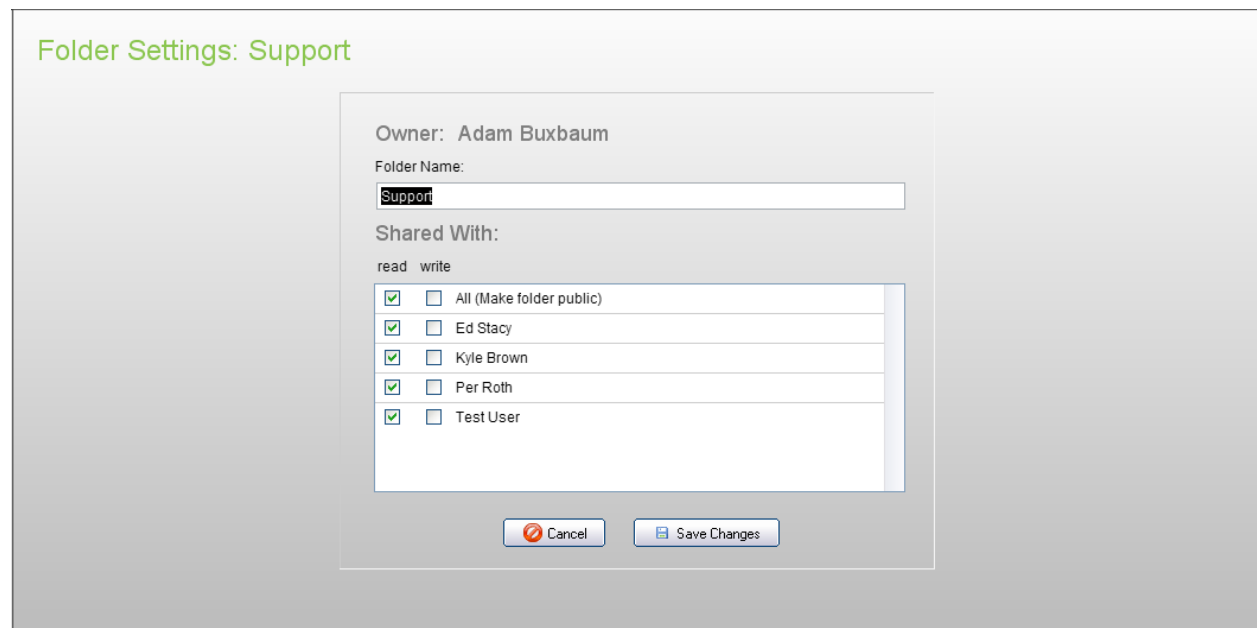 Folder Settings: Support
Owner: Adam Buxbaum
Folder Name:
Support
Shared With:
read write
All (Make folder public)
Ed Stacy
Kyle Brown
Per Roth
Test User
Cancel Save Changes